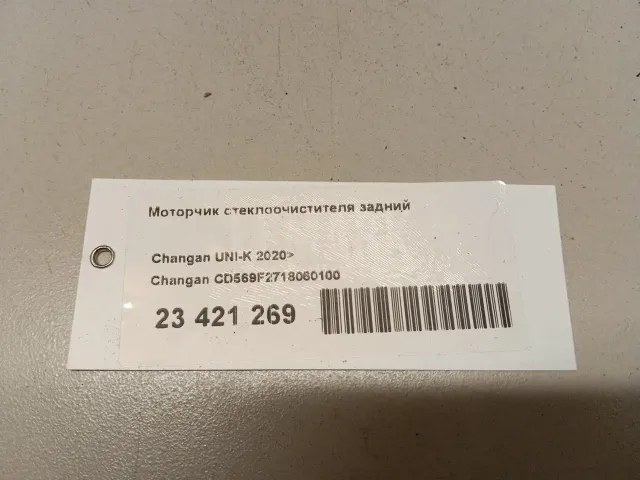 Моторчик стеклоочистителя задний
Changan UNI-K 2020>
Changan CD569F2718060100
23 421 269